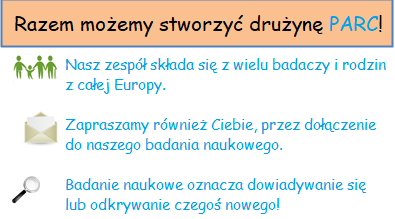 Razem możemy stworzyć drużynę PARC!
Nasz zespół składa się z wielu badaczy i rodzin
z całej Europy.
Zapraszamy również Ciebie, przez dołączenie
do naszego badania naukowego.
Badanie naukowe oznacza dowiadywanie się
lub odkrywanie czegoś nowego!